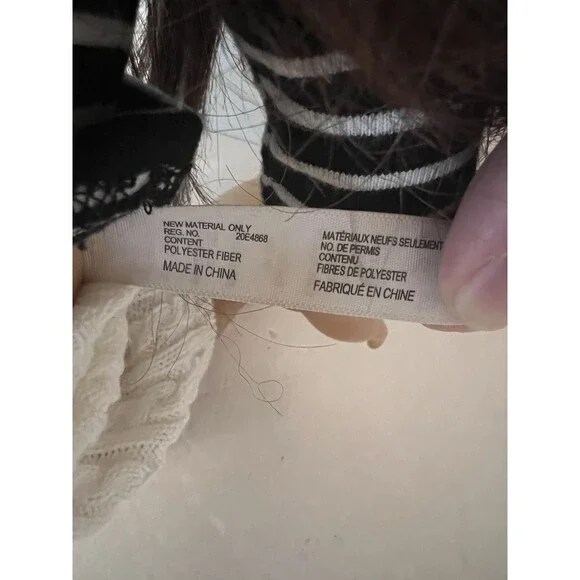 NEW MATERIAL ONLY
REG. NO. 20E4868
CONTENT
POLYESTER FIBER
MADE IN CHINA
MATÉRIAUX NEUFS SEULEMENT
NO. DE PERMIS
CONTENU
FIBRES DE POLYESTER
FABRIQUÉ EN CHINE